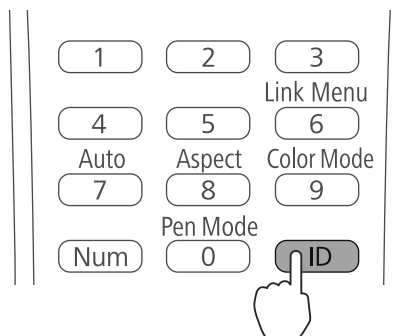 1 2 3
Link Menu
4 5 6
Auto Aspect Color Mode
7 8 9
Pen Mode
Num 0 ID